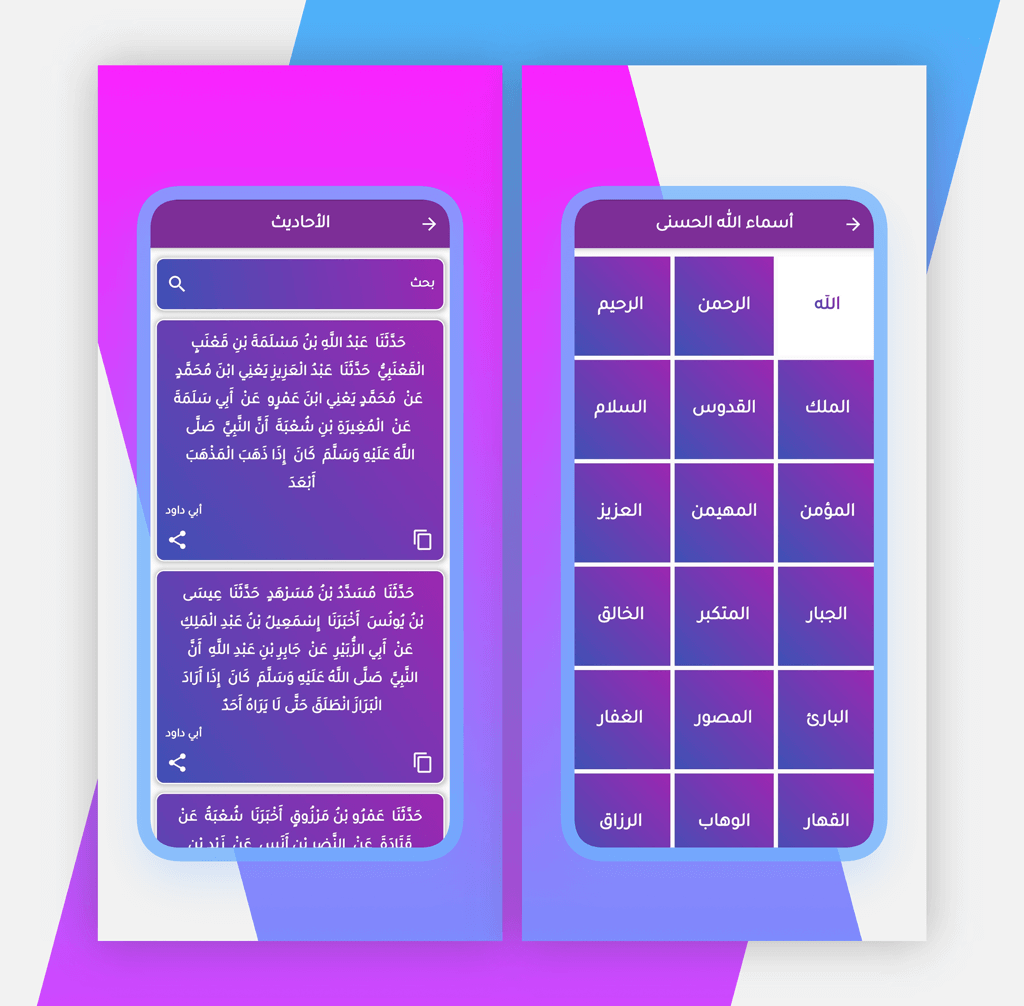 الأحاديث
بحث
حَدَّثَنَا عَبْدُ اللَّهِ بْنُ مَسْلَمَةَ بْنِ قَعْنَبٍ
الْقَعْنَبِيُّ حَدَّثَنَا عَبْدُ الْعَزِيزِ يَعْنِي ابْنَ مُحَمَّدٍ
عَنْ مُحَمَّدٍ يَعْنِي ابْنَ عَمْرٍو عَنْ أَبِي سَلَمَةَ
عَنْ الْمُغِيرَةِ بْنِ شُعْبَةَ أَنَّ النَّبِيَّ صَلَّى
اللَّهُ عَلَيْهِ وَسَلَّمَ كَانَ إِذَا ذَهَبَ الْمَذْهَبَ
أَبْعَدَ
أبي داود
حَدَّثَنَا مُسَدَّدُ بْنُ مُسَرْهَدٍ حَدَّثَنَا عِيسَى
بْنُ يُونُسَ أَخْبَرَنَا إِسْمَعِيلُ بْنُ عَبْدِ الْمَلِكِ
عَنْ أَبِي الزُّبَيْرِ عَنْ جَابِرِ بْنِ عَبْدِ اللَّهِ أَنَّ
النَّبِيَّ صَلَّى اللَّهُ عَلَيْهِ وَسَلَّمَ كَانَ إِذَا أَرَادَ
الْبَرَازَ انْطَلَقَ حَتَّى لَا يَرَاهُ أَحَدٌ
أبي داود
حَدَّثَنَا عَمْرُو بْنُ مَرْزُوقٍ أَخْبَرَنَا شُعْبَةُ عَنْ
قَتَادَةَ عَنْ النَّضْرِ بْنِ أَنَسٍ عَنْ زَيْدِ بْنِ
أسماء الله الحسنى
الله الرحمن الرحيم
الملك القدوس السلام
المؤمن المهيمن العزيز
الجبار المتكبر الخالق
البارئ المصور الغفار
القهار الوهاب الرزاق